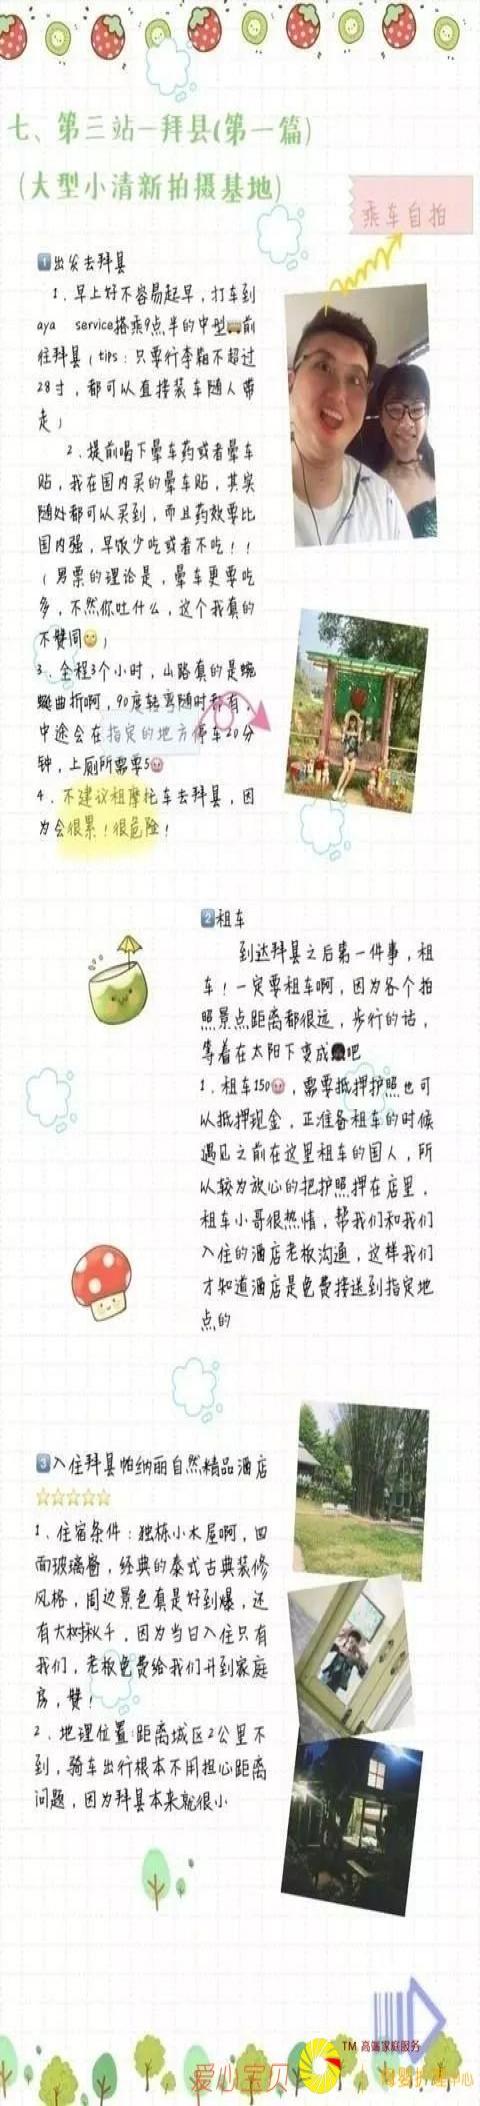 七、第三站—拜县(第一篇)
(大型小清新拍摄基地)
乘车自拍
1出发去拜县
1、早上好不容易起早，打车到
aya service搭乘9点半的中型🚌前
往拜县（tips：只要行李箱不超过
28寸，都可以直接装车随人带
走）
2、提前喝下晕车药或者晕车
贴，我在国内买的晕车贴，其实
随处都可以买到，而且药效要比
国内强，早饭少吃或者不吃！！
（男票的理论是，晕车更要吃
多，不然你吐什么，这个我真的
不赞同😬）
3、全程3个小时，山路真的是蜿
蜒曲折啊，90度转弯随时都有，
中途会在指定的地方停车20分
钟，上厕所需要5🐷
4、不建议租摩托车去拜县，因
为会很累！很危险！
2租车
到达拜县之后第一件事，租
车！一定要租车啊，因为各个拍
照景点距离都很远，步行的话，
等着在太阳下变成🌚吧
1、租车150🐷，需要抵押护照也可
以抵押现金，正准备租车的时候
遇见之前在这里租车的国人，所
以较为放心的把护照押在店里，
租车小哥很热情，帮我们和我们
入住的酒店老板沟通，这样我们
才知道酒店是免费接送到指定地
点的
3入住拜县帕纳丽自然精品酒店
⭐⭐⭐⭐⭐
1、住宿条件：独栋小木屋啊，四
面玻璃窗，经典的泰式古典装修
风格，周边景色真是好到爆，还
有大树秋千，因为当日入住只有
我们，老板免费给我们升到家庭
房，赞！
2、地理位置：距离城区2公里不
到，骑车出行根本不用担心距离
问题，因为拜县本来就很小
爱心宝贝
TM 高端家庭服务
母婴护理中心